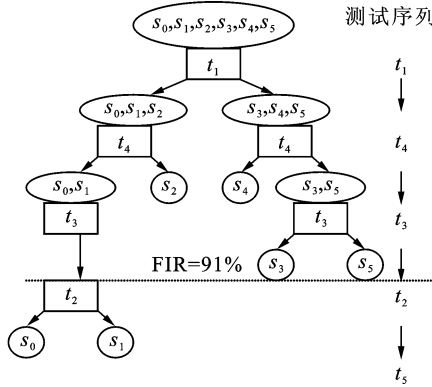 s₀,s₁,s₂,s₃,s₄,s₅ 测试序列
t₁ t₁
s₀,s₁,s₂ s₃,s₄,s₅
t₄ t₄ t₄
s₀,s₁ s₂ s₄ s₃,s₅
t₃ t₃ t₃
FIR=91% s₃ s₅
t₂ t₂
s₀ s₁
t₅